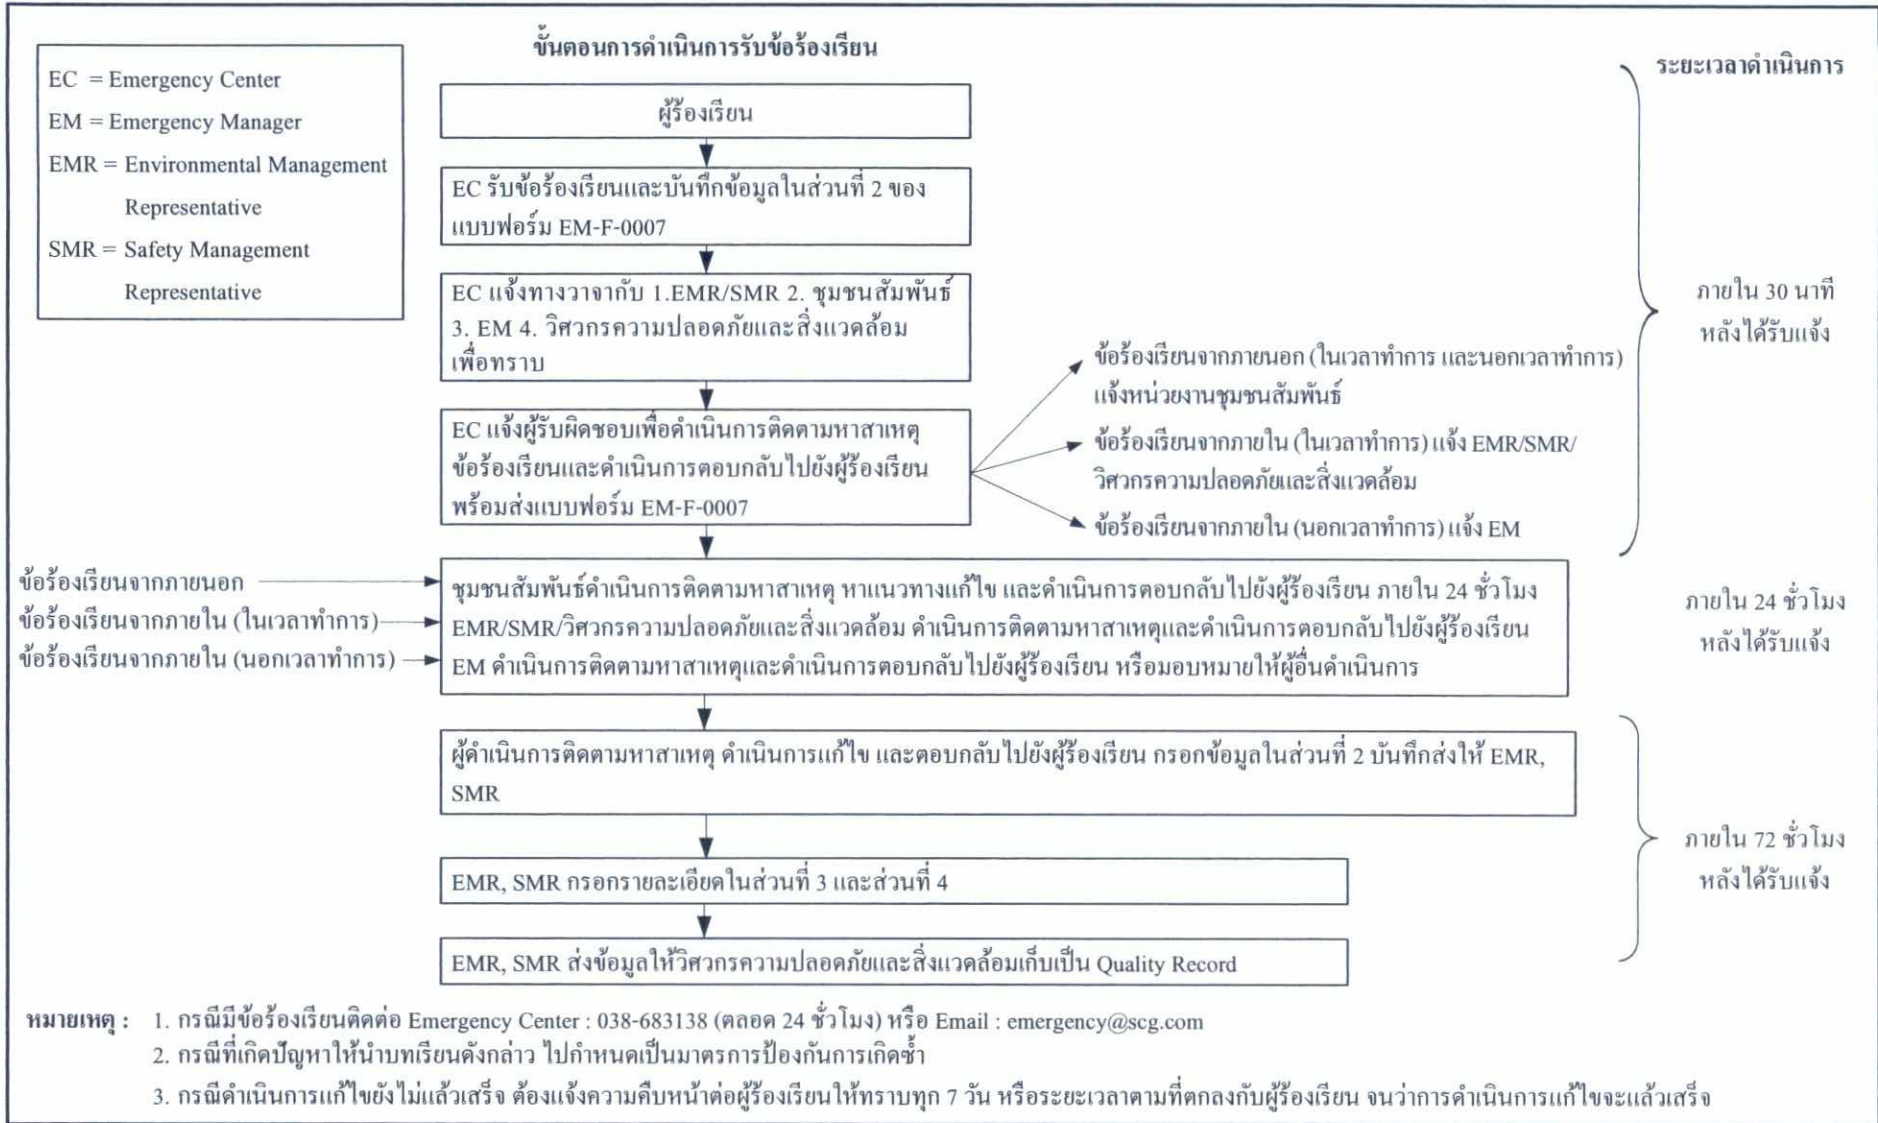 ขั้นตอนการดำเนินการรับข้อร้องเรียน
ระยะเวลาดำเนินการ
EC = Emergency Center
EM = Emergency Manager
EMR = Environmental Management
Representative
SMR = Safety Management
Representative
ผู้ร้องเรียน
EC รับข้อร้องเรียนและบันทึกข้อมูลในส่วนที่ 2 ของ
แบบฟอร์ม EM-F-0007
EC แจ้งทางวาจากับ 1.EMR/SMR 2. ชุมชนสัมพันธ์
3. EM 4. วิศวกรความปลอดภัยและสิ่งแวดล้อม
เพื่อทราบ
EC แจ้งผู้รับผิดชอบเพื่อดำเนินการติดตามหาสาเหตุ
ข้อร้องเรียนและดำเนินการตอบกลับไปยังผู้ร้องเรียน
พร้อมส่งแบบฟอร์ม EM-F-0007
ข้อร้องเรียนจากภายนอก (ในเวลาทำการ และนอกเวลาทำการ)
แจ้งหน่วยงานชุมชนสัมพันธ์
ข้อร้องเรียนจากภายใน (ในเวลาทำการ) แจ้ง EMR/SMR/
วิศวกรความปลอดภัยและสิ่งแวดล้อม
ข้อร้องเรียนจากภายใน (นอกเวลาทำการ) แจ้ง EM
ภายใน 30 นาที
หลังได้รับแจ้ง
ข้อร้องเรียนจากภายนอก
ข้อร้องเรียนจากภายใน (ในเวลาทำการ)
ข้อร้องเรียนจากภายใน (นอกเวลาทำการ)
ชุมชนสัมพันธ์ดำเนินการติดตามหาสาเหตุ หาแนวทางแก้ไข และดำเนินการตอบกลับไปยังผู้ร้องเรียน ภายใน 24 ชั่วโมง
EMR/SMR/วิศวกรความปลอดภัยและสิ่งแวดล้อม ดำเนินการติดตามหาสาเหตุและดำเนินการตอบกลับไปยังผู้ร้องเรียน
EM ดำเนินการติดตามหาสาเหตุและดำเนินการตอบกลับไปยังผู้ร้องเรียน หรือมอบหมายให้ผู้อื่นดำเนินการ
ภายใน 24 ชั่วโมง
หลังได้รับแจ้ง
ผู้ดำเนินการติดตามหาสาเหตุ ดำเนินการแก้ไข และตอบกลับไปยังผู้ร้องเรียน กรอกข้อมูลในส่วนที่ 2 บันทึกส่งให้ EMR,
SMR
EMR, SMR กรอกรายละเอียดในส่วนที่ 3 และส่วนที่ 4
EMR, SMR ส่งข้อมูลให้วิศวกรความปลอดภัยและสิ่งแวดล้อมเก็บเป็น Quality Record
ภายใน 72 ชั่วโมง
หลังได้รับแจ้ง
หมายเหตุ : 1. กรณีมีข้อร้องเรียนติดต่อ Emergency Center : 038-683138 (ตลอด 24 ชั่วโมง) หรือ Email : emergency@scg.com
2. กรณีที่เกิดปัญหาให้นำบทเรียนดังกล่าว ไปกำหนดเป็นมาตรการป้องกันการเกิดซ้ำ
3. กรณีดำเนินการแก้ไขยังไม่แล้วเสร็จ ต้องแจ้งความคืบหน้าต่อผู้ร้องเรียนให้ทราบทุก 7 วัน หรือระยะเวลาตามที่ตกลงกับผู้ร้องเรียน จนว่าการดำเนินการแก้ไขจะแล้วเสร็จ